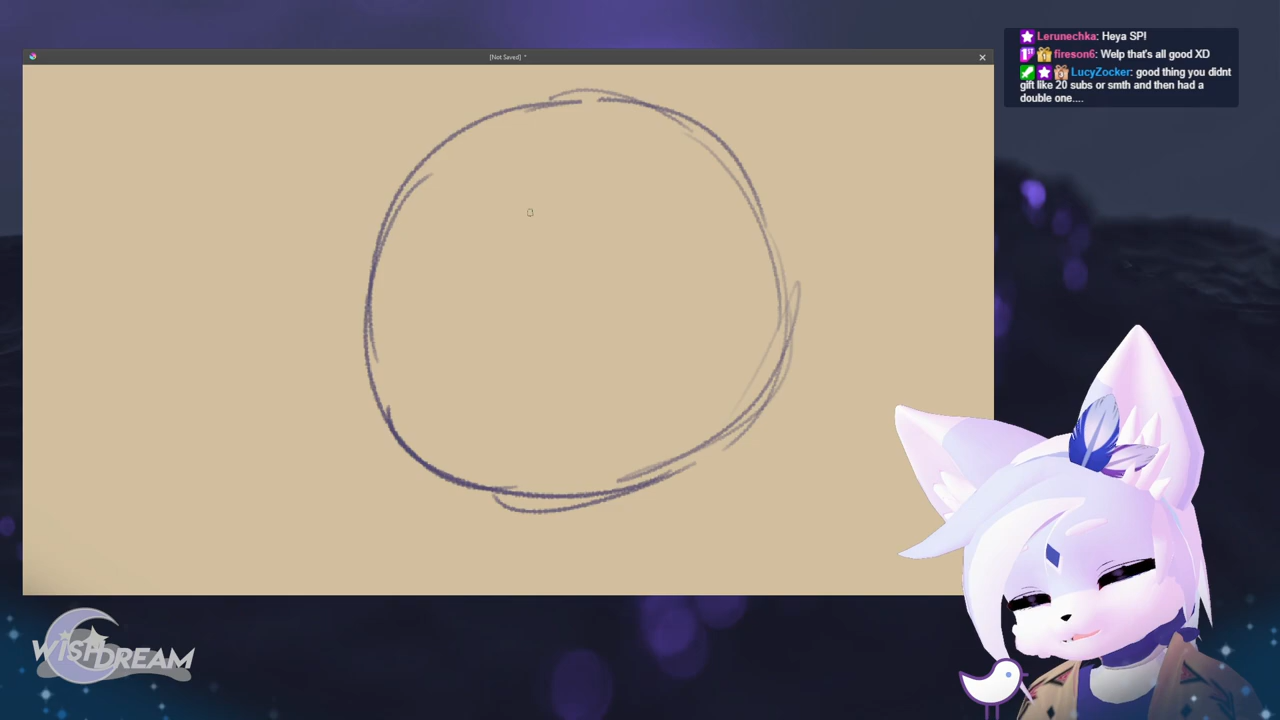 [Not Saved] *
Lerunechka: Heya SP!
fireson6: Welp that's all good XD
LucyZocker: good thing you didnt
gift like 20 subs or smth and then had a
double one....
WISHDREAM